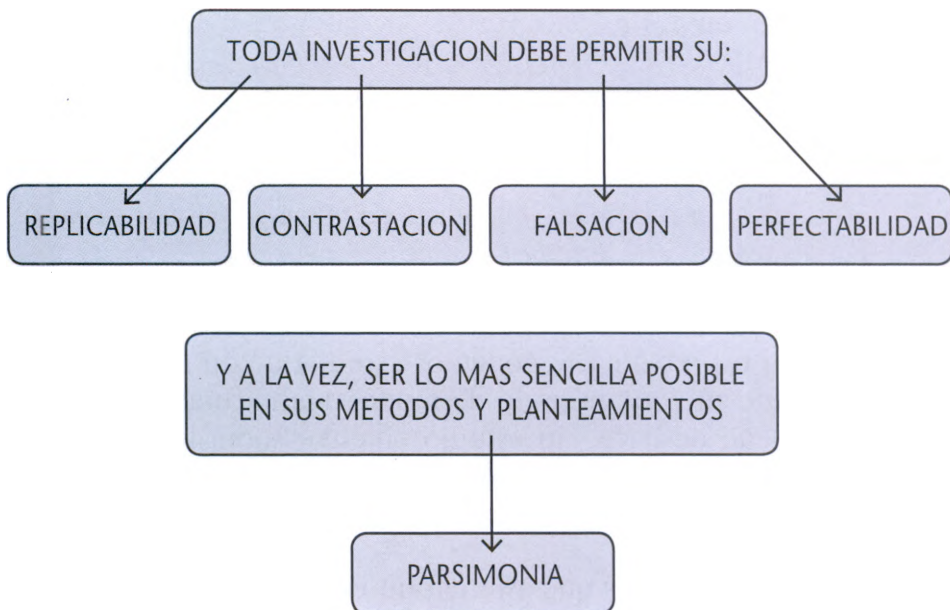 TODA INVESTIGACION DEBE PERMITIR SU:
REPLICABILIDAD
CONTRASTACION
FALSACION
PERFECTABILIDAD
Y A LA VEZ, SER LO MAS SENCILLA POSIBLE
EN SUS METODOS Y PLANTEAMIENTOS
PARSIMONIA